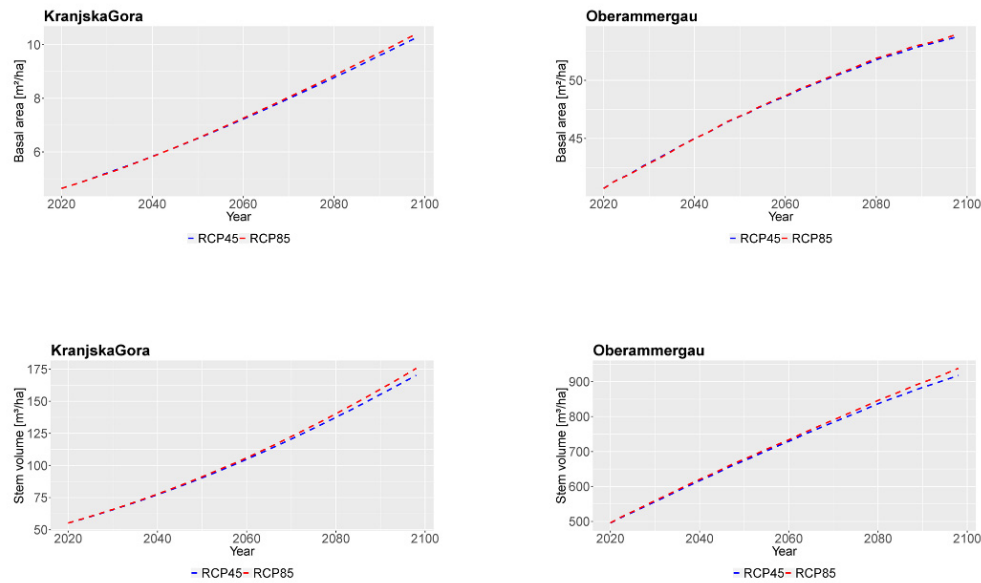 KranjskaGora
Basal area [m²/ha]
10
8
6
2020 2040 2060 2080 2100
Year
RCP45 RCP85
Oberammergau
Basal area [m²/ha]
50
45
2020 2040 2060 2080 2100
Year
RCP45 RCP85
KranjskaGora
Stem volume [m³/ha]
175
150
125
100
75
50
2020 2040 2060 2080 2100
Year
RCP45 RCP85
Oberammergau
Stem volume [m³/ha]
900
800
700
600
500
2020 2040 2060 2080 2100
Year
RCP45 RCP85